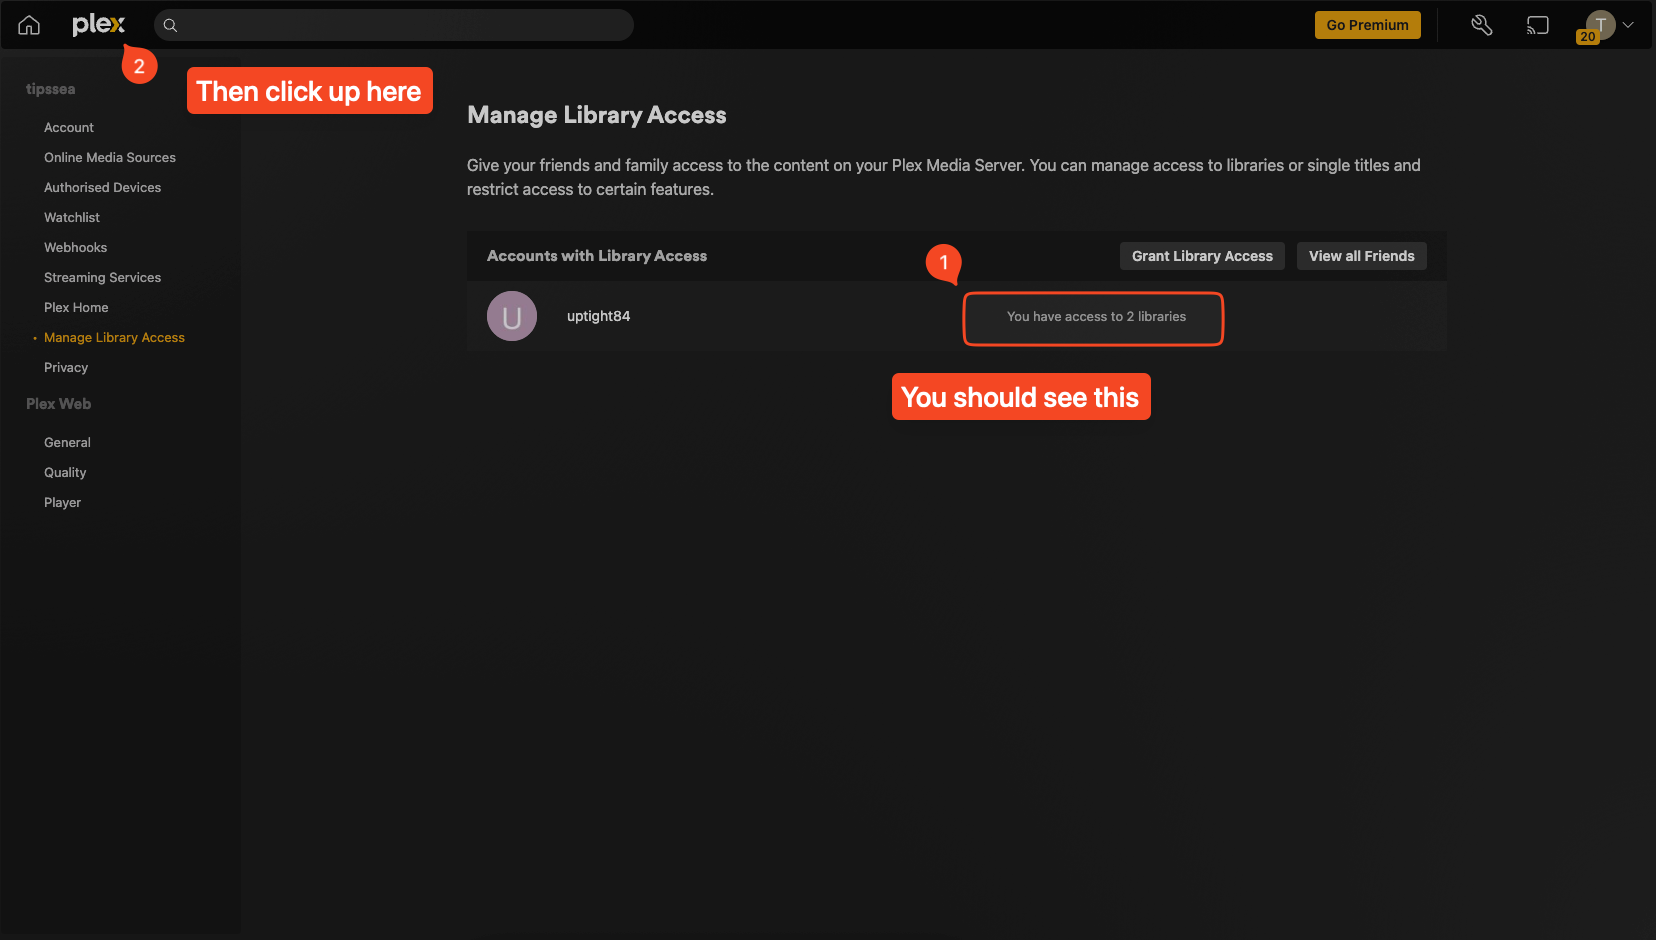 plex
Go Premium
T
20
2
Then click up here
tipssea
Account
Online Media Sources
Authorised Devices
Watchlist
Webhooks
Streaming Services
Plex Home
Manage Library Access
Privacy
Plex Web
General
Quality
Player
Manage Library Access
Give your friends and family access to the content on your Plex Media Server. You can manage access to libraries or single titles and
restrict access to certain features.
Accounts with Library Access
1
Grant Library Access
View all Friends
U
uptight84
You have access to 2 libraries
You should see this